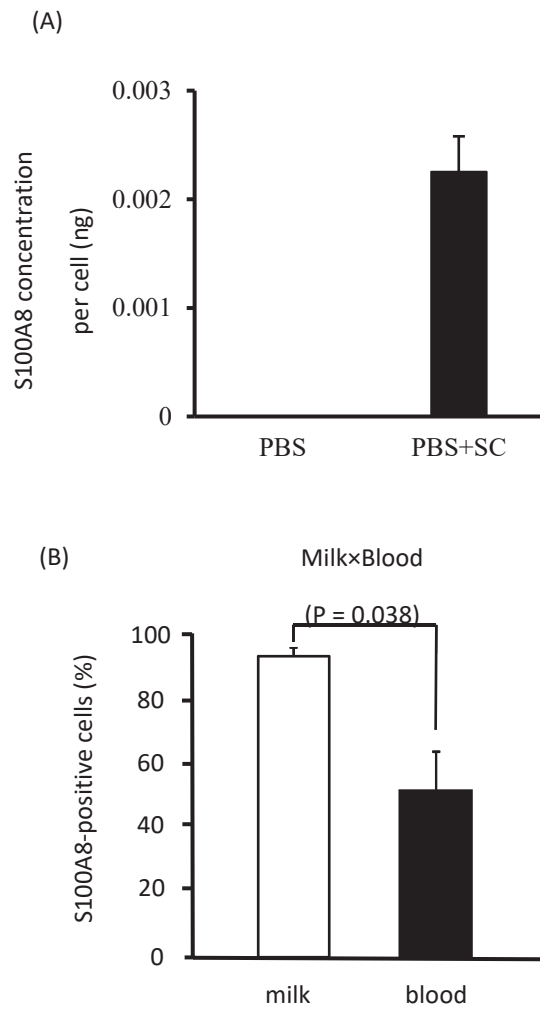 (A)
S100A8 concentration
per cell (ng)
0.003
0.002
0.001
0
PBS PBS+SC
(B)
Milk×Blood
(P = 0.038)
S100A8-positive cells (%)
100
80
60
40
20
0
milk blood